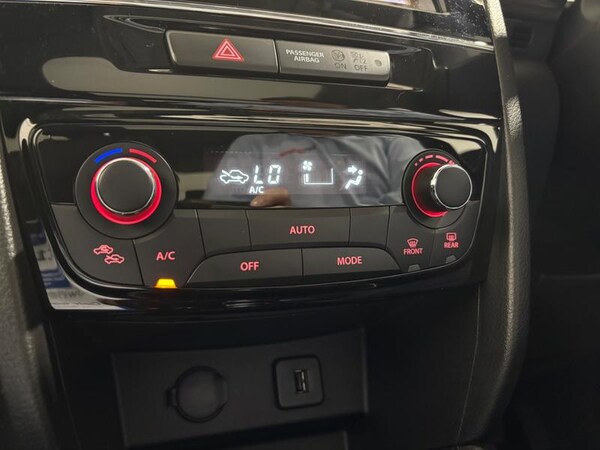 PASSENGER
AIRBAG
ON OFF
LO
A/C
AUTO
A/C
OFF
MODE
FRONT
REAR